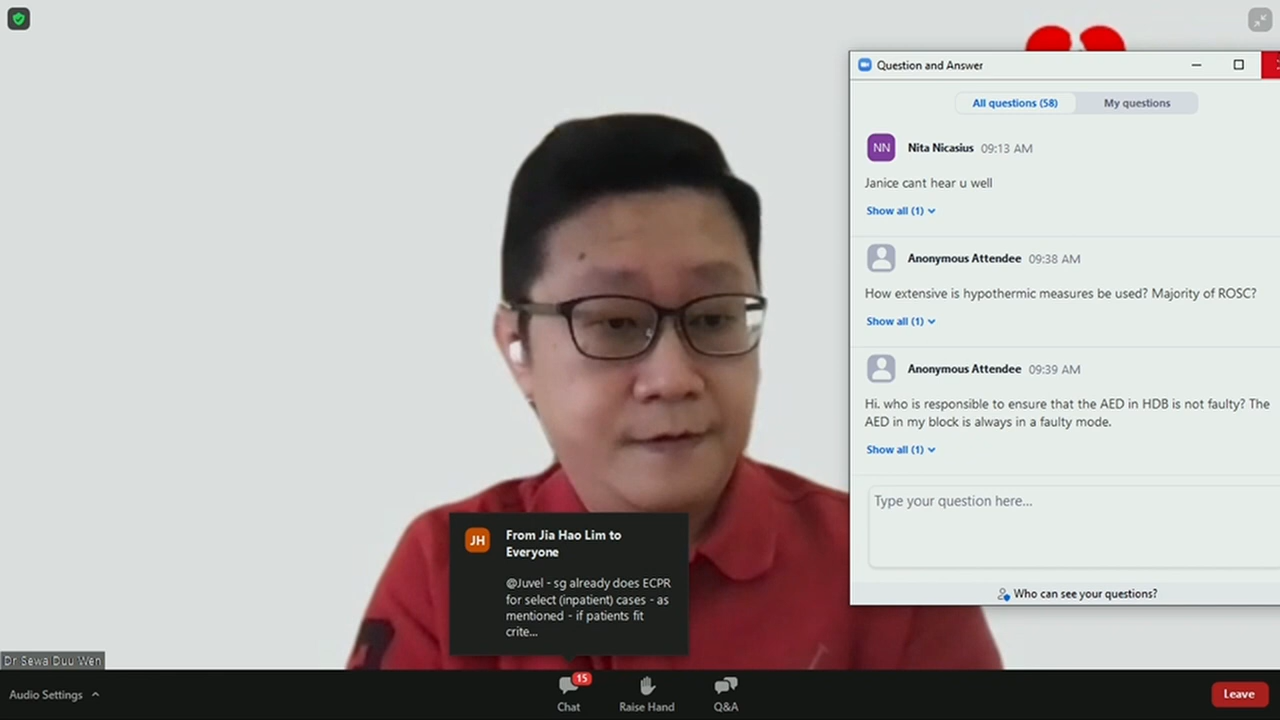 Question and Answer
All questions (58)
My questions
NN
Nita Nicasius 09:13 AM
Janice cant hear u well
Show all (1)
Anonymous Attendee 09:38 AM
How extensive is hypothermic measures be used? Majority of ROSC?
Show all (1)
Anonymous Attendee 09:39 AM
Hi. who is responsible to ensure that the AED in HDB is not faulty? The
AED in my block is always in a faulty mode.
Show all (1)
Type your question here...
Who can see your questions?
JH
From Jia Hao Lim to
Everyone
@Juvel - sg already does ECPR
for select (inpatient) cases - as
mentioned - if patients fit
crite...
Dr Sewa Duu Wen
Audio Settings
15
Chat
Raise Hand
Q&A
Leave